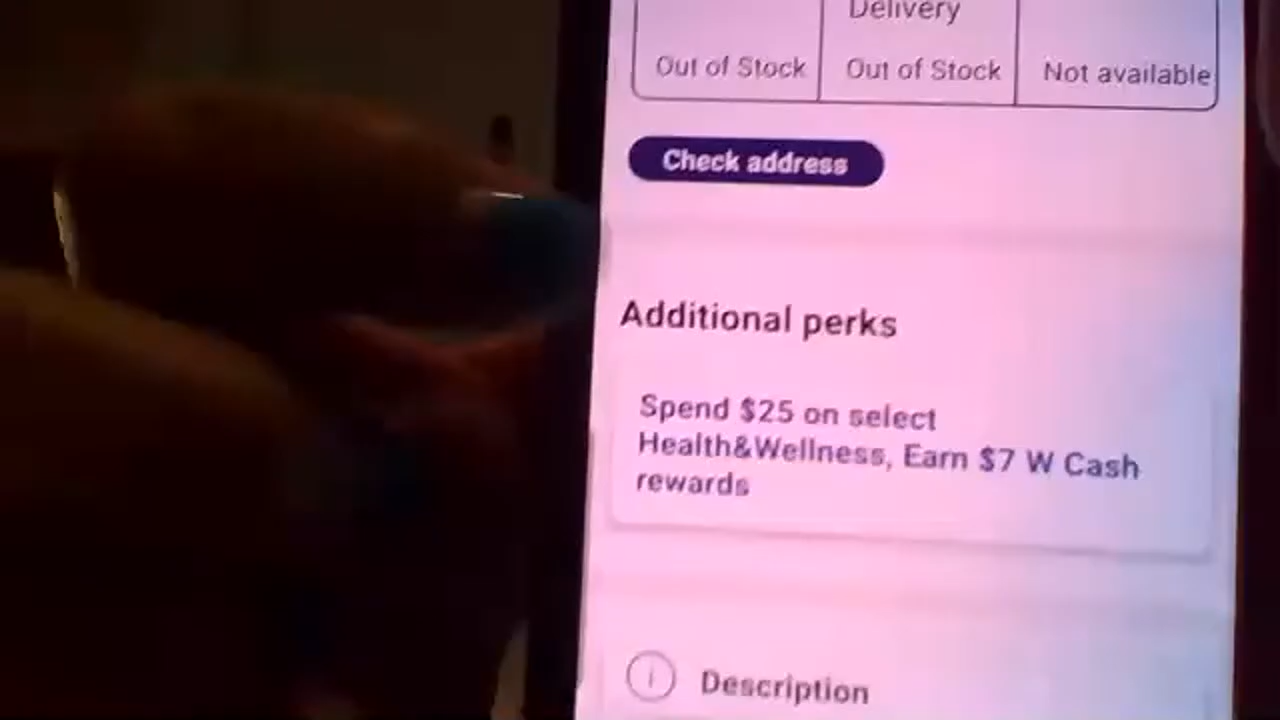 Delivery
Out of Stock Out of Stock Not available
Check address
Additional perks
Spend $25 on select
Health&Wellness, Earn $7 W Cash
rewards
Description